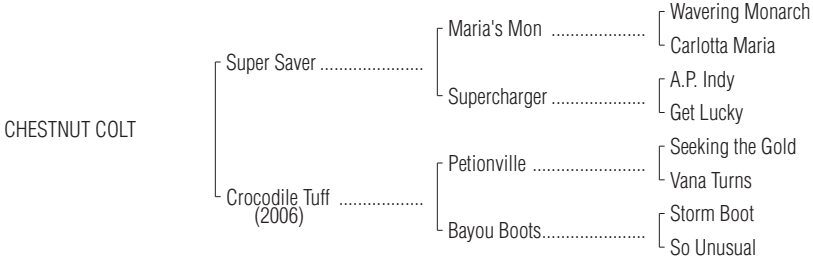 Wavering Monarch
Maria's Mon ....................
Carlotta Maria
Super Saver ......................
A.P. Indy
Supercharger ....................
Get Lucky
CHESTNUT COLT
Seeking the Gold
Petionville ........................
Vana Turns
Crocodile Tuff ..................
(2006)
Storm Boot
Bayou Boots......................
So Unusual